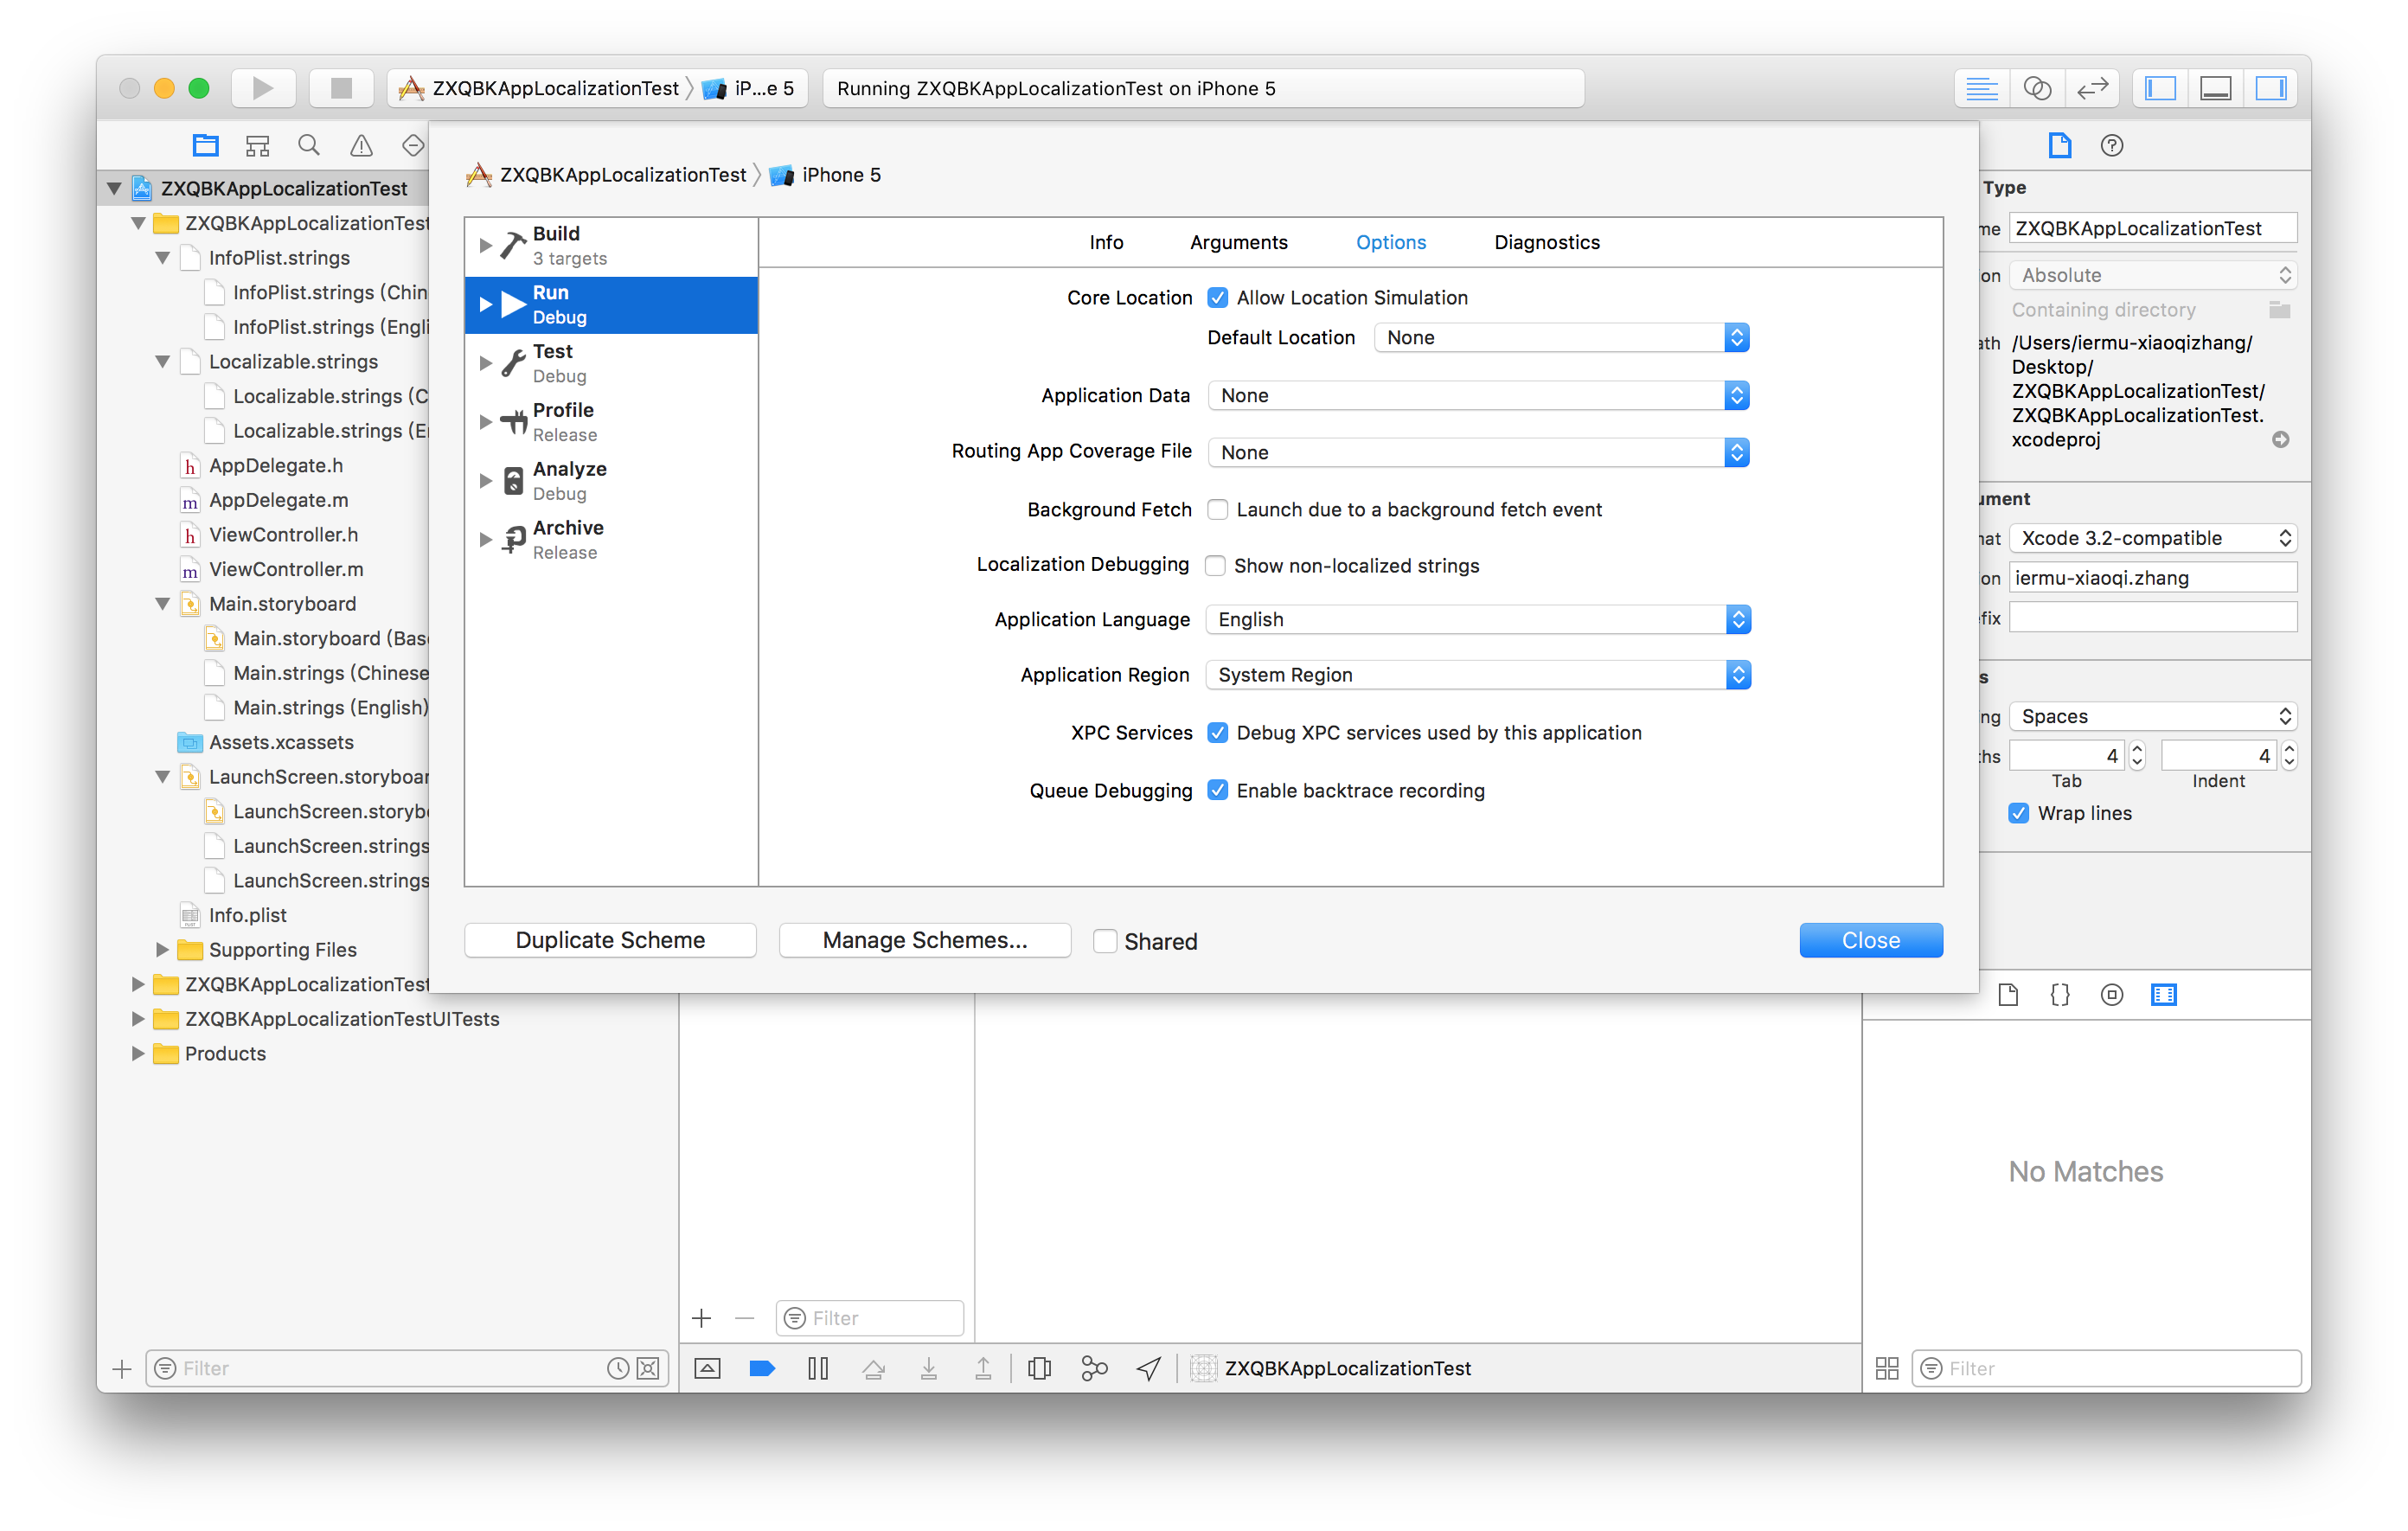 ZXQBKAppLocalizationTest iP...e 5
Running ZXQBKAppLocalizationTest on iPhone 5
ZXQBKAppLocalizationTest
ZXQBKAppLocalizationTest
InfoPlist.strings
InfoPlist.strings (Chin
InfoPlist.strings (Engli
Localizable.strings
Localizable.strings (C
Localizable.strings (E
h AppDelegate.h
m AppDelegate.m
h ViewController.h
m ViewController.m
Main.storyboard
Main.storyboard (Bas
Main.strings (Chinese
Main.strings (English)
Assets.xcassets
LaunchScreen.storyboar
LaunchScreen.storyb
LaunchScreen.strings
LaunchScreen.strings
Info.plist
Supporting Files
ZXQBKAppLocalizationTest
ZXQBKAppLocalizationTestUITests
Products
Filter
ZXQBKAppLocalizationTest iPhone 5
Build
3 targets
Run
Debug
Test
Debug
Profile
Release
Analyze
Debug
Archive
Release
Info Arguments Options Diagnostics
Core Location Allow Location Simulation
Default Location None
Application Data None
Routing App Coverage File None
Background Fetch Launch due to a background fetch event
Localization Debugging Show non-localized strings
Application Language English
Application Region System Region
XPC Services Debug XPC services used by this application
Queue Debugging Enable backtrace recording
Duplicate Scheme Manage Schemes... Shared Close
Filter
ZXQBKAppLocalizationTest
Type
me ZXQBKAppLocalizationTest
on Absolute
Containing directory
ath /Users/iermu-xiaoqizhang/
Desktop/
ZXQBKAppLocalizationTest/
ZXQBKAppLocalizationTest.
xcodeproj
ument
nat Xcode 3.2-compatible
on iermu-xiaoqi.zhang
fix
s
ng Spaces
ths 4 4
Tab Indent
Wrap lines
No Matches
Filter